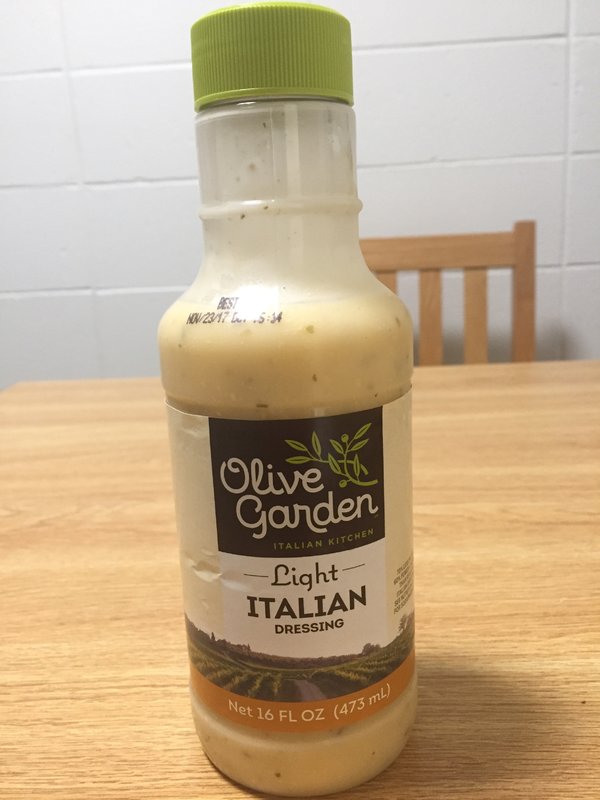 BEST
NOV/23/17
Olive
Garden
ITALIAN KITCHEN
Light
ITALIAN
DRESSING
Net 16 FL OZ (473 mL)